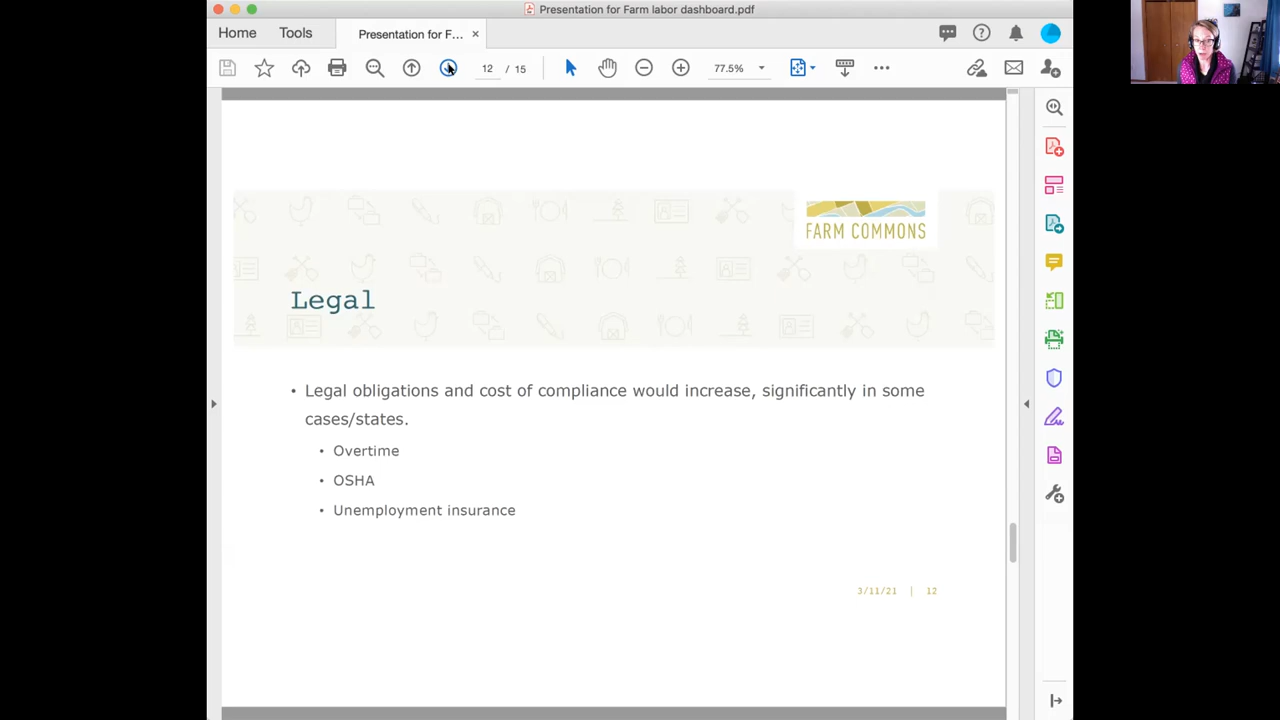 Presentation for Farm labor dashboard.pdf
Home
Tools
Presentation for F...
12 / 15
77.5%
FARM COMMONS
Legal
• Legal obligations and cost of compliance would increase, significantly in some
cases/states.
• Overtime
• OSHA
• Unemployment insurance
3/11/21 | 12